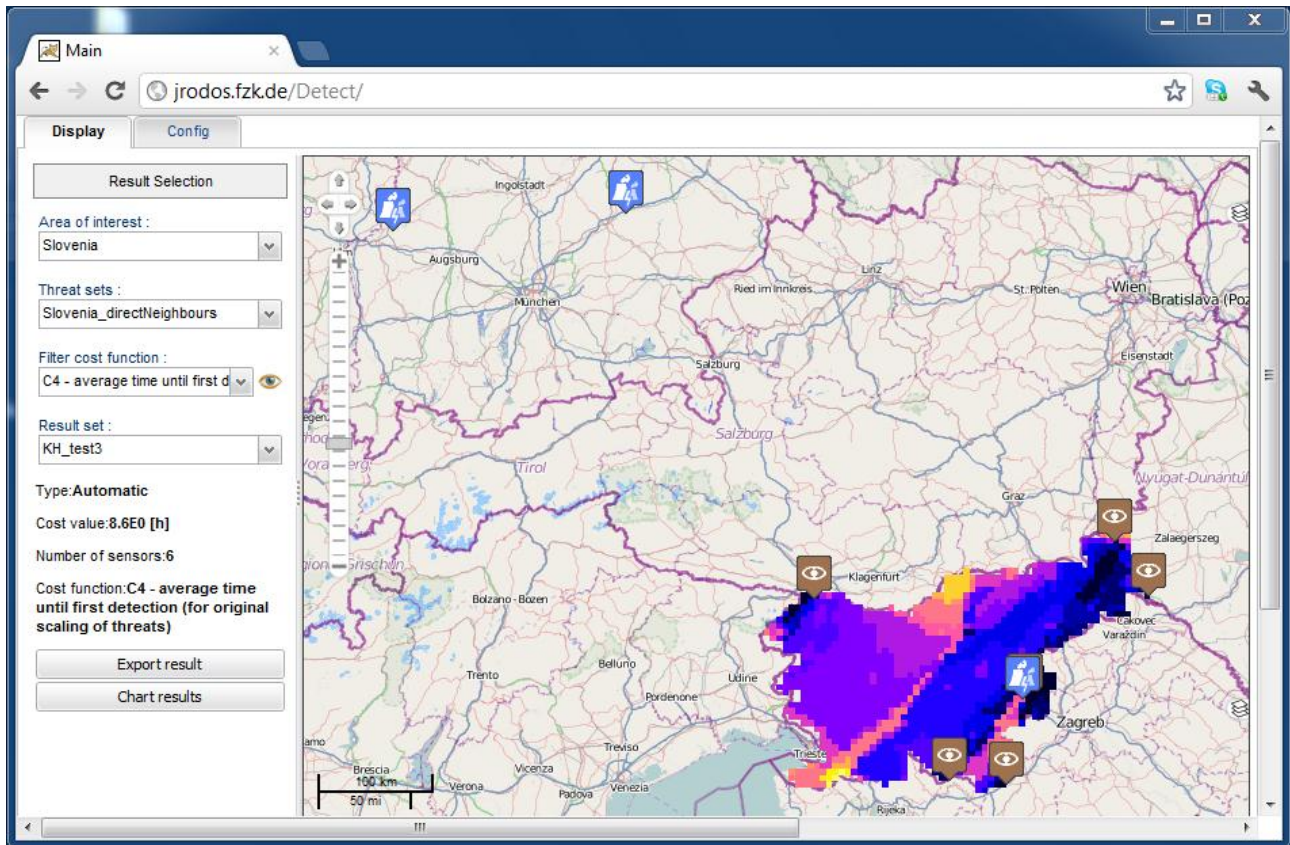 Main
jrodos.fzk.de/Detect/
Display
Config
Result Selection
Area of interest :
Slovenia
Threat sets :
Slovenia_directNeighbours
Filter cost function :
C4 - average time until first d
Result set :
KH_test3
Type:Automatic
Cost value:8.6E0 [h]
Number of sensors:6
Cost function:C4 - average time
until first detection (for original
scaling of threats)
Export result
Chart results
Ingolstadt
Augsburg
München
Linz
Ried im Innkreis
St. Pölten
Wien
Bratislava (Poz
Eisenstadt
Salzburg
Salzburg
Tirol
Nyugat-Dunántúl
Graz
Zalaegerszeg
Klagenfurt
Bolzano - Bozen
Čakovec
Varaždin
Belluno
Trento
Udine
Pordenone
Zagreb
Treviso
Trieste
Vicenza
Brescia
Verona
Padova
Venezia
Rijeka
100 km
50 mi